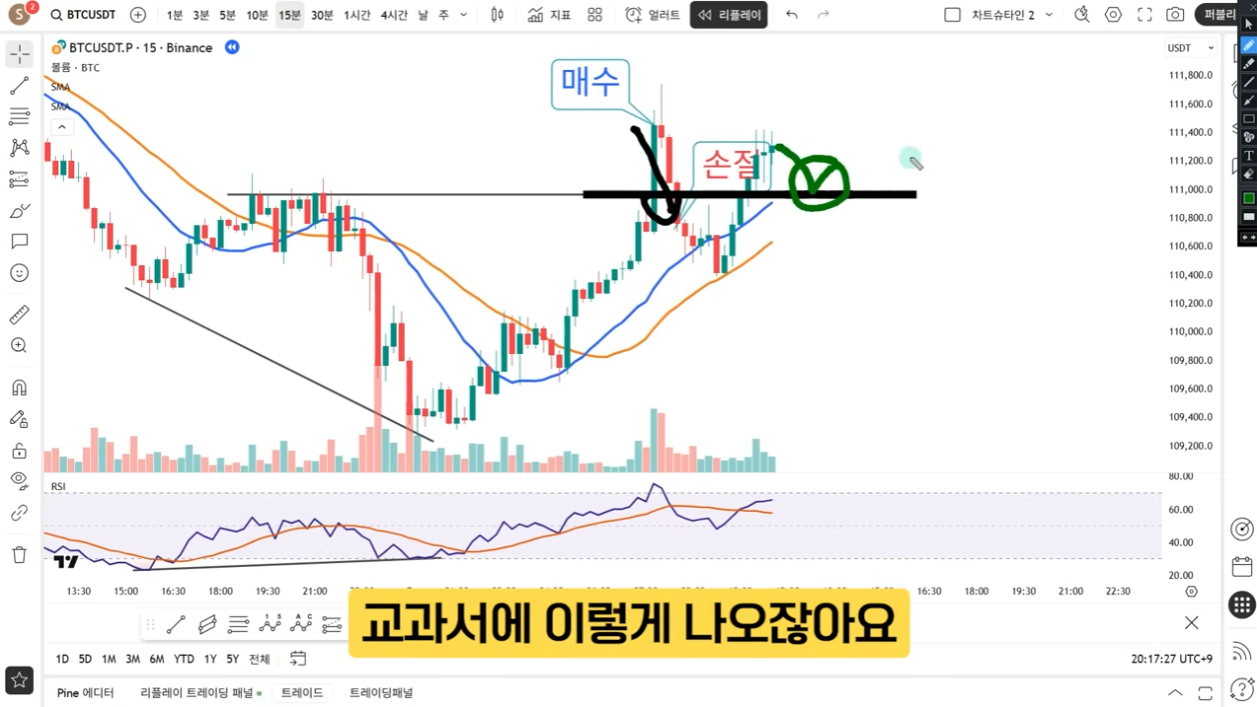 S 2 BTCUSDT 1분 3분 5분 10분 15분 30분 1시간 4시간 날 주 지표 얼러트 리플레이 차트슈타인 2 퍼블리
BTCUSDT.P · 15 · Binance
볼륨 · BTC
SMA
SMA
매수
손절
USDT
111,800.0
111,600.0
111,400.0
111,200.0
111,000.0
110,800.0
110,600.0
110,400.0
110,200.0
110,000.0
109,800.0
109,600.0
109,400.0
109,200.0
RSI
80.00
60.00
40.00
20.00
13:30 15:00 16:30 18:00 19:30 21:00 16:30 18:00 19:30 21:00 22:30
교과서에 이렇게 나오잖아요
1D 5D 1M 3M 6M YTD 1Y 5Y 전체 20:17:27 UTC+9
Pine 에디터 리플레이 트레이딩 패널 트레이드 트레이딩패널